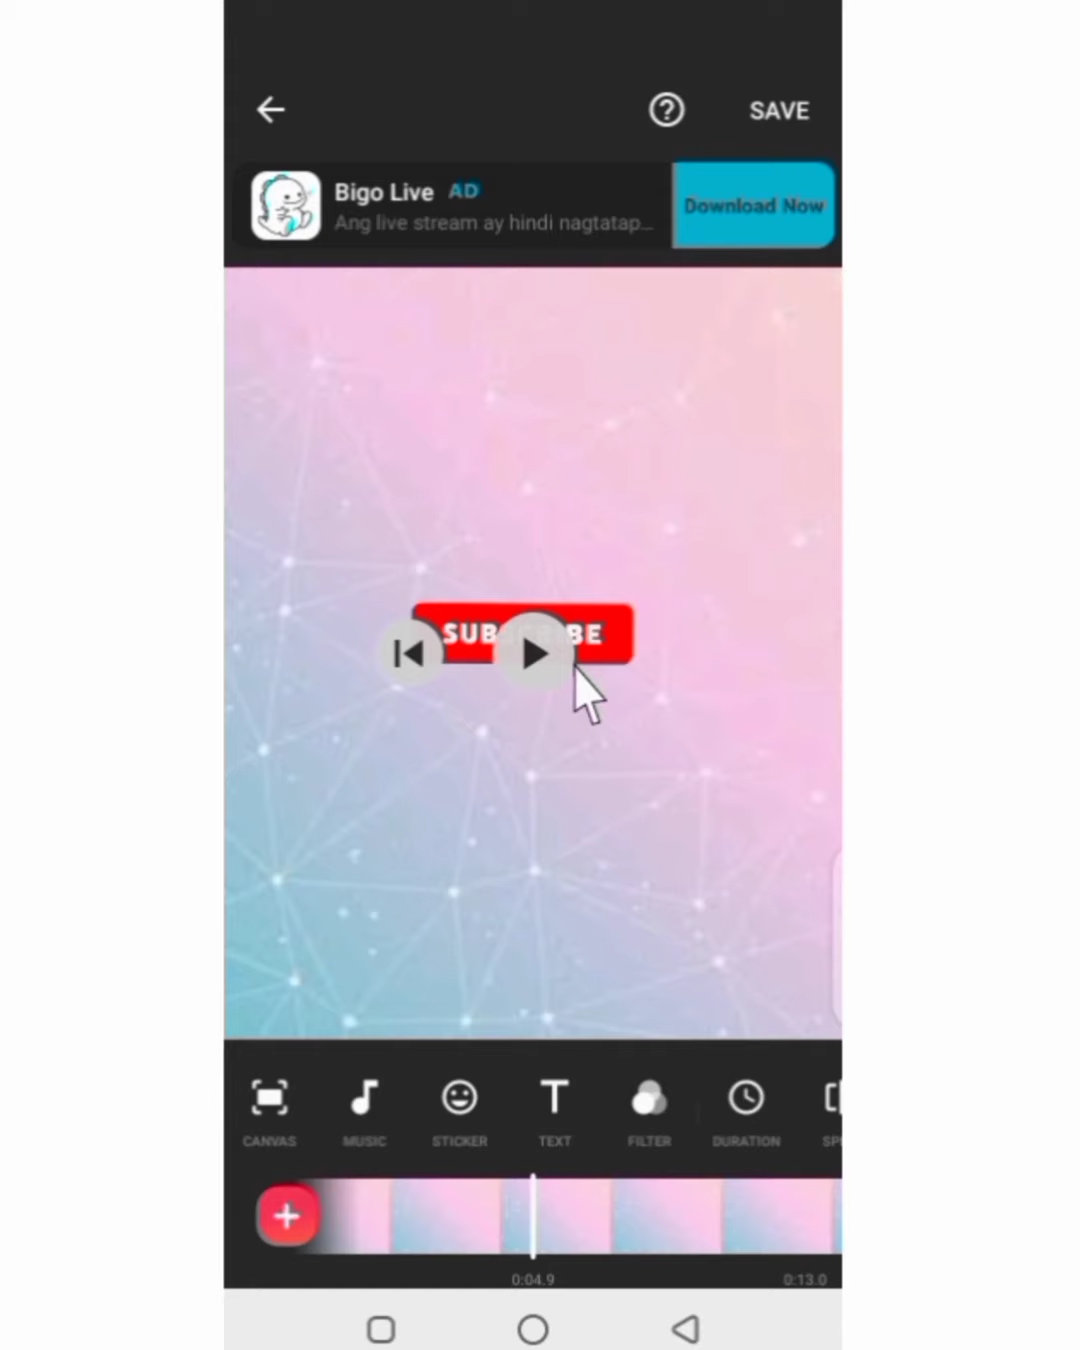 SAVE
Bigo Live AD
Ang live stream ay hindi nagtatap...
Download Now
CANVAS
MUSIC
STICKER
TEXT
FILTER
DURATION
0:04.9
0:13.0